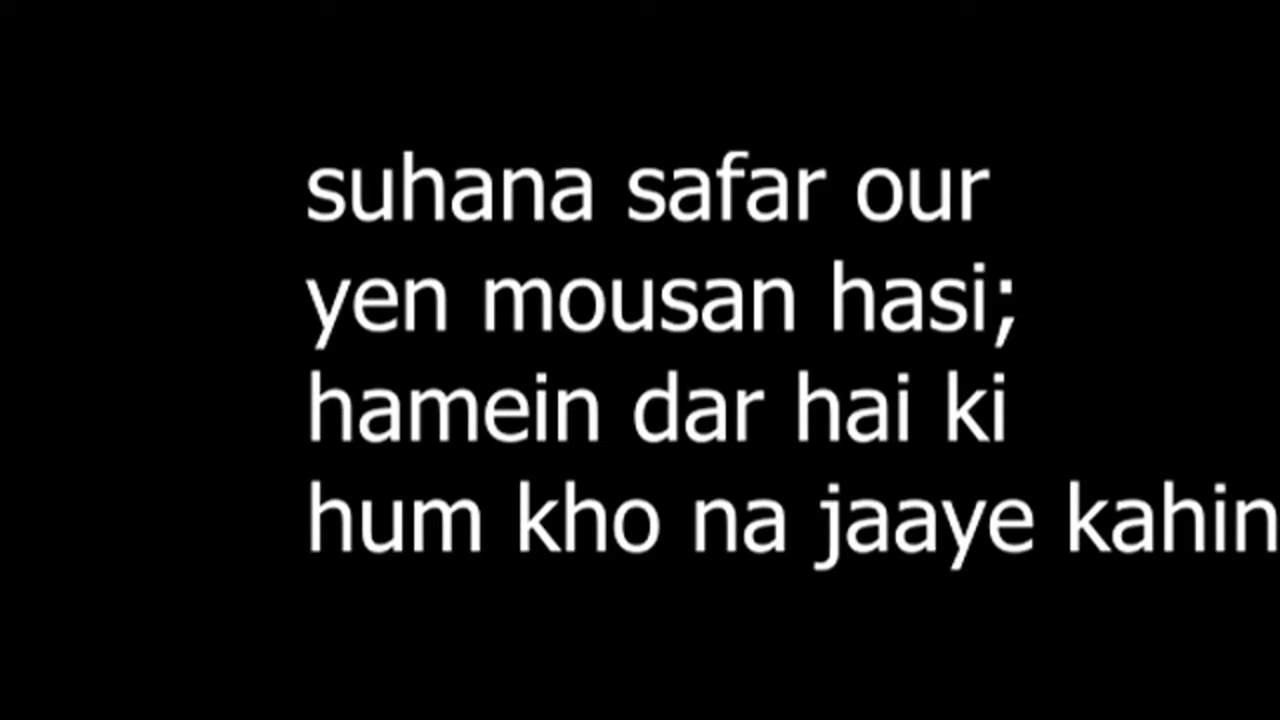 suhana safar our
yen mousan hasi;
hamein dar hai ki
hum kho na jaaye kahin